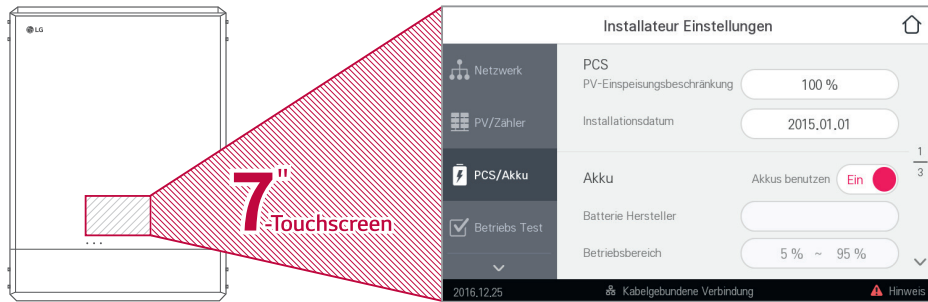 LG
7"-Touchscreen
Installateur Einstellungen
Netzwerk
PV/Zähler
PCS/Akku
Betriebs Test
PCS
PV-Einspeisungsbeschränkung 100 %
Installationsdatum 2015.01.01
1
3
Akku Akkus benutzen Ein
Batterie Hersteller
Betriebsbereich 5 % ~ 95 %
2016.12.25 Kabelgebundene Verbindung Hinweis